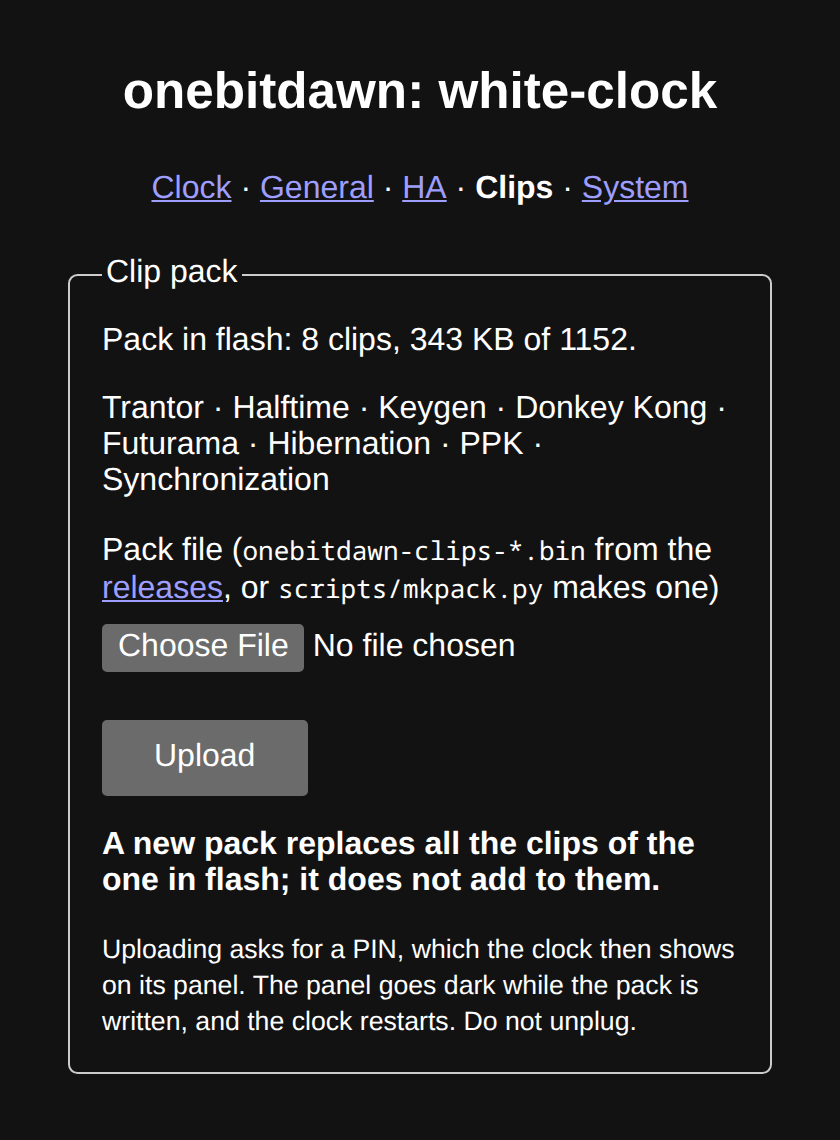 onebitdawn: white-clock
Clock · General · HA · Clips · System
Clip pack
Pack in flash: 8 clips, 343 KB of 1152.
Trantor · Halftime · Keygen · Donkey Kong ·
Futurama · Hibernation · PPK ·
Synchronization
Pack file (onebitdawn-clips-*.bin from the
releases, or scripts/mkpack.py makes one)
Choose File No file chosen
Upload
A new pack replaces all the clips of the
one in flash; it does not add to them.
Uploading asks for a PIN, which the clock then shows
on its panel. The panel goes dark while the pack is
written, and the clock restarts. Do not unplug.